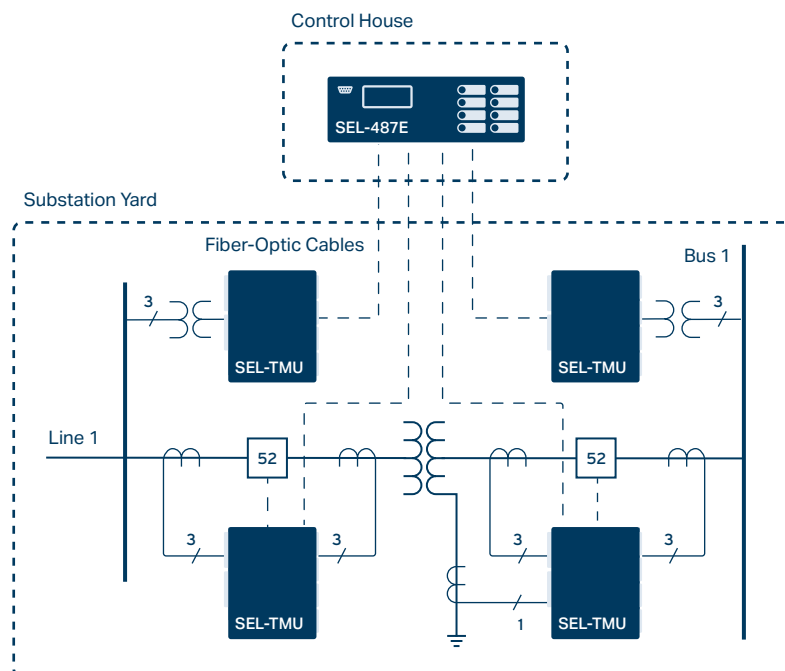 Control House
SEL-487E
Substation Yard
Fiber-Optic Cables
Bus 1
3
3
SEL-TMU
SEL-TMU
Line 1
52
52
3
3
3
3
SEL-TMU
1
SEL-TMU